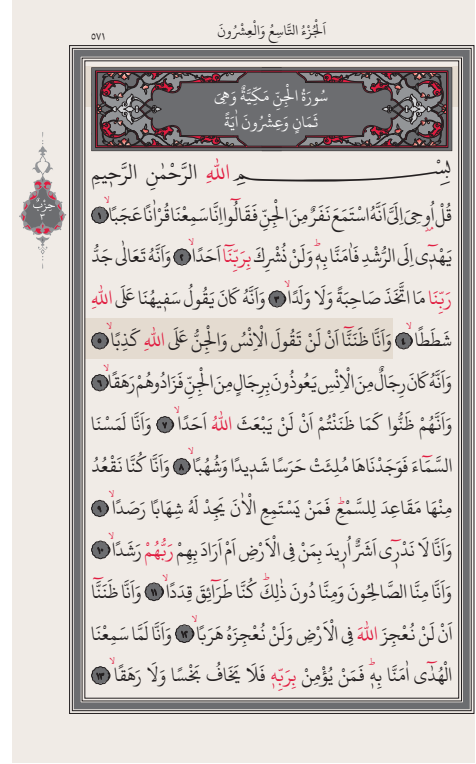 اَلْجُزْءُ التَّاسِعُ وَالْعِشْرُونَ
٥٧١
سُورَةُ الْجِنِّ مَكِّيَّةٌ وَهِىَ
ثَمَانٍ وَعِشْرُونَ اٰيَةً
حِزْبٌ
بِسْمِ اللّٰهِ الرَّحْمٰنِ الرَّحِيمِ
قُلْ اُو۫حِىَ اِلَىَّ اَنَّهُ اسْتَمَعَ نَفَرٌ مِنَ الْجِنِّ فَقَالُٓوا اِنَّا سَمِعْنَا قُرْاٰنًا عَجَبًاۙ ﴿١﴾
يَهْد۪ٓى اِلَى الرُّشْدِ فَاٰمَنَّا بِه۪ۜ وَلَنْ نُشْرِكَ بِرَبِّنَٓا اَحَدًاۙ ﴿٢﴾ وَاَنَّهُ تَعَالٰى جَدُّ
رَبِّنَا مَا اتَّخَذَ صَاحِبَةً وَلَا وَلَدًاۙ ﴿٣﴾ وَاَنَّهُ كَانَ يَقُولُ سَف۪يهُنَا عَلَى اللّٰهِ
شَطَطًاۙ ﴿٤﴾ وَاَنَّا ظَنَنَّٓا اَنْ لَنْ تَقُولَ الْاِنْسُ وَالْجِنُّ عَلَى اللّٰهِ كَذِبًاۙ ﴿٥﴾
وَاَنَّهُ كَانَ رِجَالٌ مِنَ الْاِنْسِ يَعُوذُونَ بِرِجَالٍ مِنَ الْجِنِّ فَزَادُوهُمْ رَهَقًاۙ ﴿٦﴾
وَاَنَّهُمْ ظَنُّوا كَمَا ظَنَنْتُمْ اَنْ لَنْ يَبْعَثَ اللّٰهُ اَحَدًاۙ ﴿٧﴾ وَاَنَّا لَمَسْنَا
السَّمَٓاءَ فَوَجَدْنَاهَا مُلِئَتْ حَرَسًا شَد۪يدًا وَشُهُبًاۙ ﴿٨﴾ وَاَنَّا كُنَّا نَقْعُدُ
مِنْهَا مَقَاعِدَ لِلسَّمْعِۜ فَمَنْ يَسْتَمِعِ الْاٰنَ يَجِدْ لَهُ شِهَابًا رَصَدًاۙ ﴿٩﴾
وَاَنَّا لَا نَدْر۪ٓى اَشَرٌّ اُر۪يدَ بِمَنْ فِى الْاَرْضِ اَمْ اَرَادَ بِهِمْ رَبُّهُمْ رَشَدًاۙ ﴿١٠﴾
وَاَنَّا مِنَّا الصَّالِحُونَ وَمِنَّا دُونَ ذٰلِكَۜ كُنَّا طَرَٓائِقَ قِدَدًاۙ ﴿١١﴾ وَاَنَّا ظَنَنَّٓا
اَنْ لَنْ نُعْجِزَ اللّٰهَ فِى الْاَرْضِ وَلَنْ نُعْجِزَهُ هَرَبًاۙ ﴿١٢﴾ وَاَنَّا لَمَّا سَمِعْنَا
الْهُدٰٓى اٰمَنَّا بِه۪ۜ فَمَنْ يُؤْمِنْ بِرَبِّه۪ فَلَا يَخَافُ بَخْسًا وَلَا رَهَقًاۙ ﴿١٣﴾